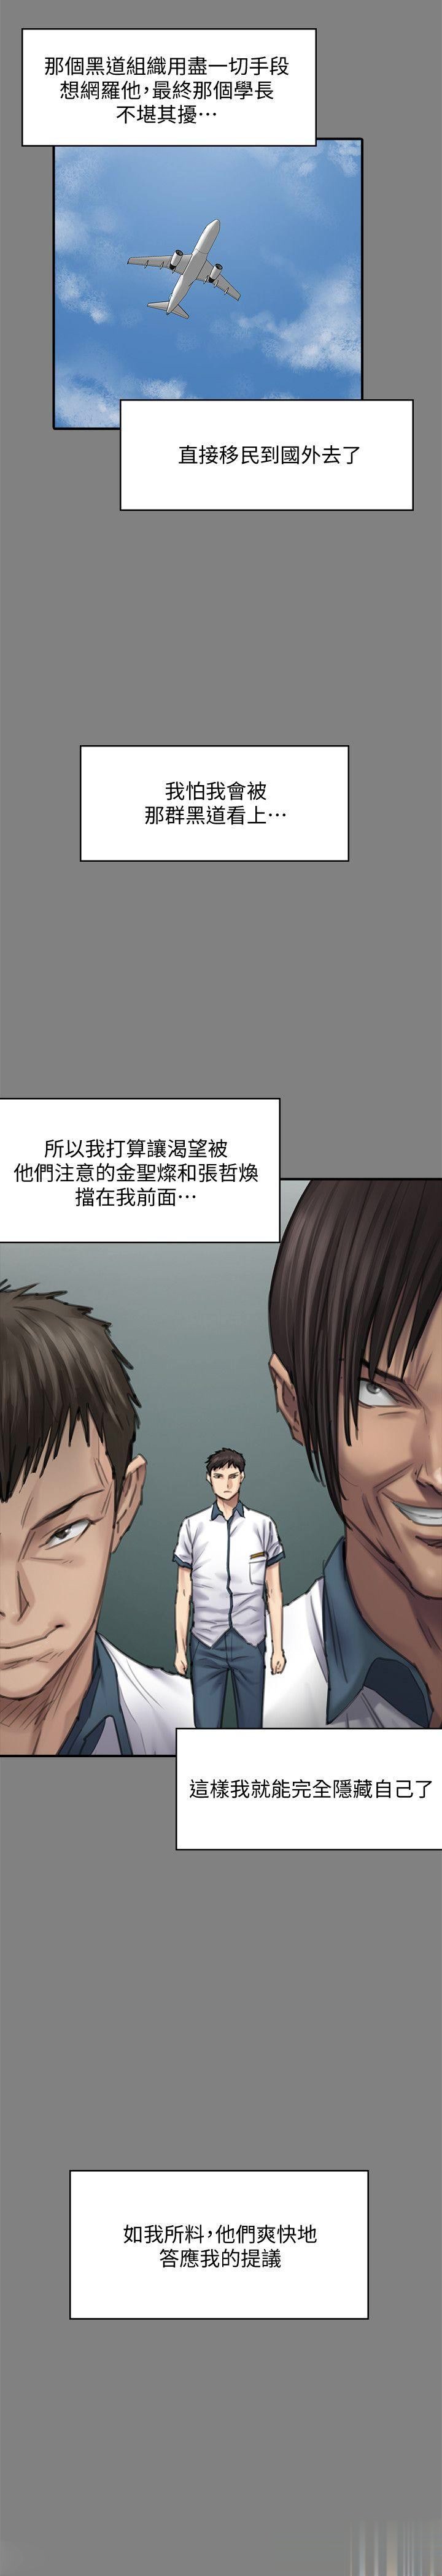 那個黑道組織用盡一切手段
想網羅他,最終那個學長
不堪其擾…
直接移民到國外去了
我怕我會被
那群黑道看上…
所以我打算讓渴望被
他們注意的金聖燦和張哲煥
擋在我前面…
這樣我就能完全隱藏自己了
如我所料,他們爽快地
答應我的提議